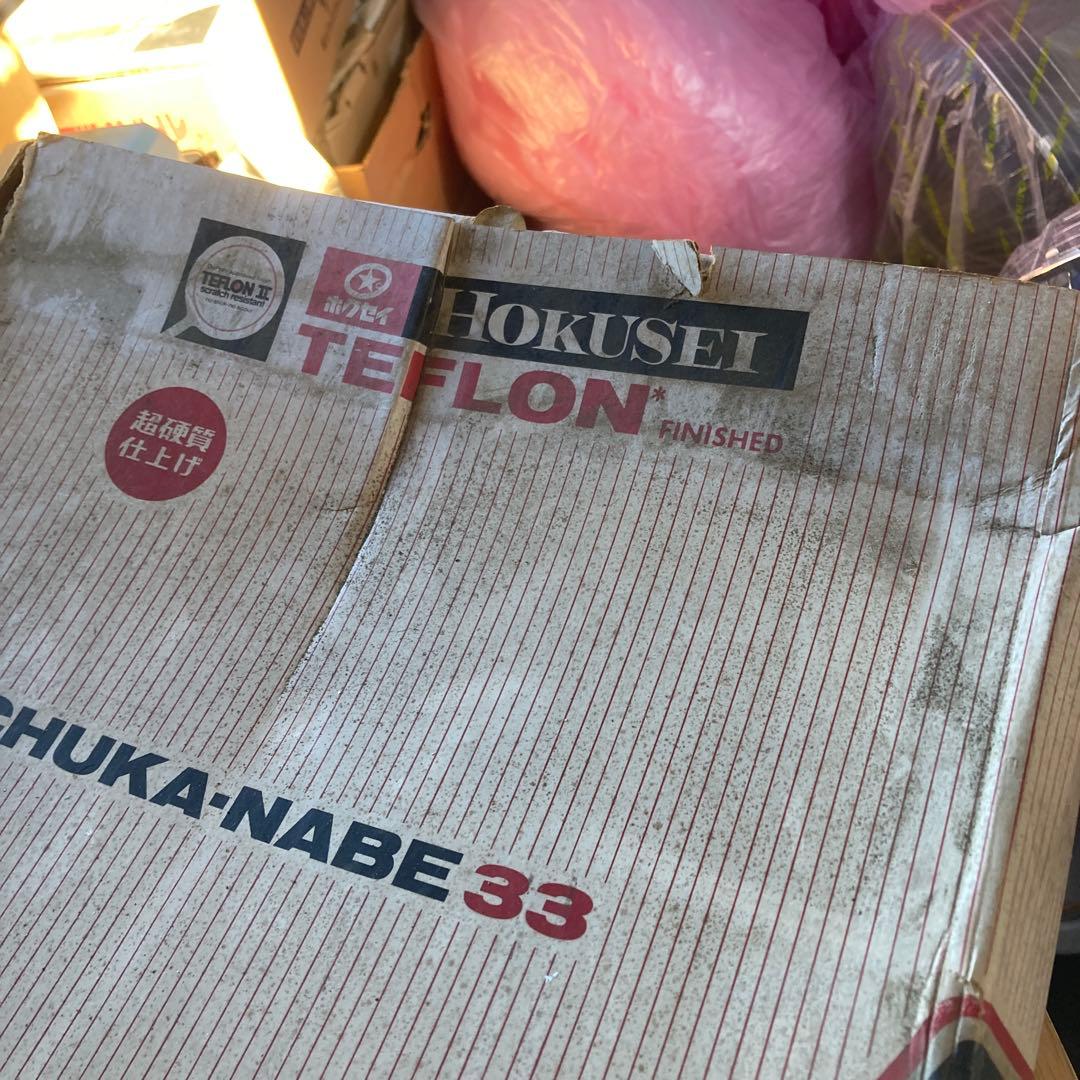 TEFLON II
scratch resistant
ホクセイ
HOKUSEI
TEFLON*
FINISHED
超硬質
仕上げ
CHUKA-NABE 33